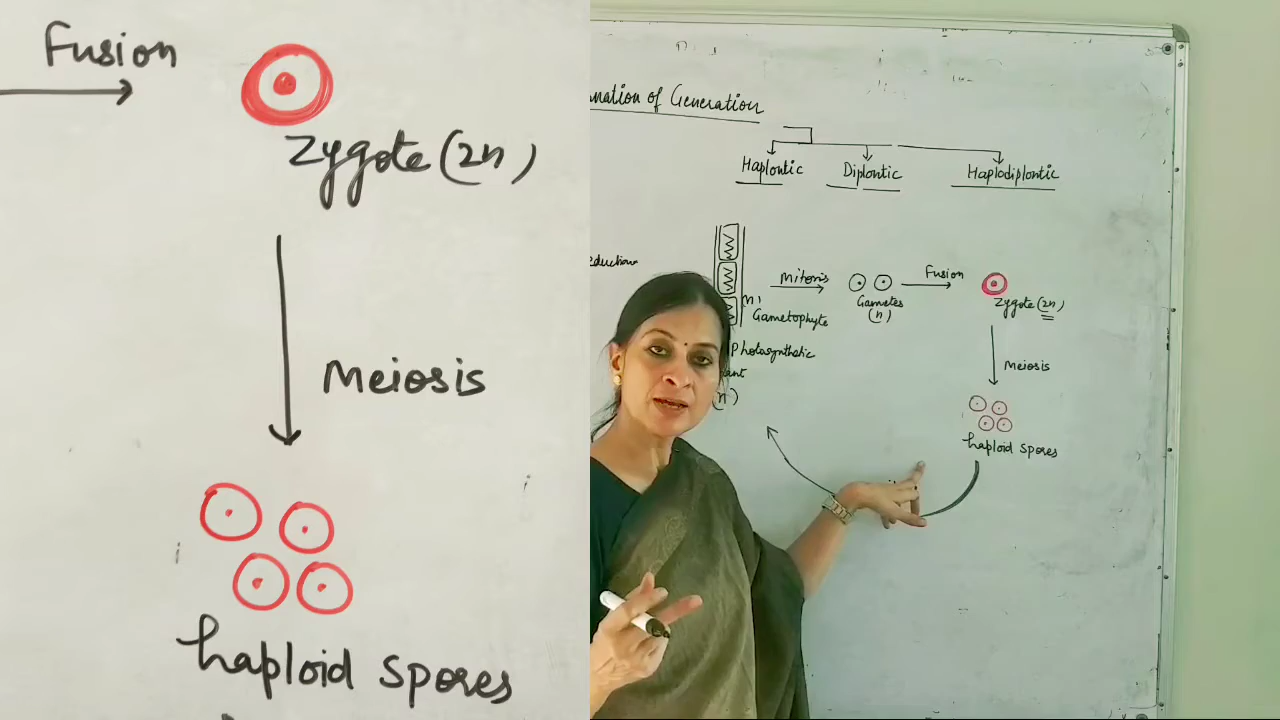 Fusion
Zygote (2n)
Meiosis
haploid spores
of Generation
Haplontic Diplontic Haplodiplontic
Mitosis
Gametes
(n)
Fusion
Zygote (2n)
Gametophyte
Photosynthetic
(n)
Meiosis
haploid spores